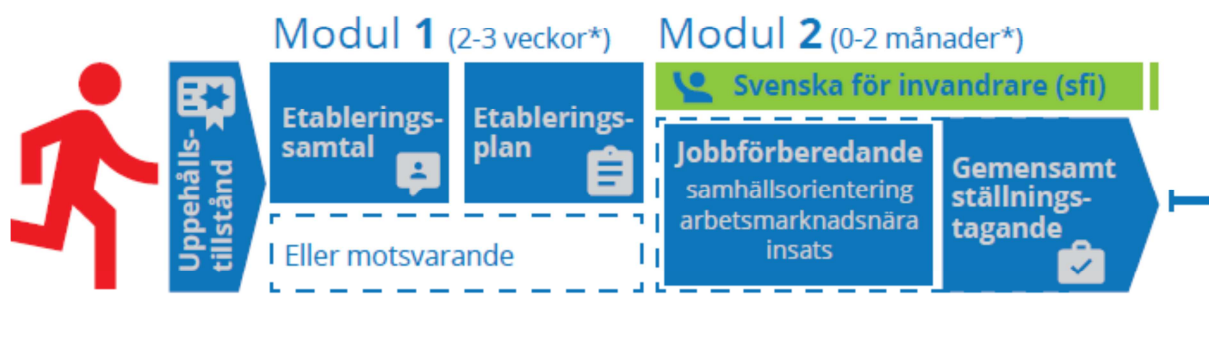 Modul 1 (2-3 veckor*)
Modul 2 (0-2 månader*)
Uppehålls-
tillstånd
Etablerings-
samtal
Etablerings-
plan
Eller motsvarande
Svenska för invandrare (sfi)
Jobbförberedande
samhällsorientering
arbetsmarknadsnära
insats
Gemensamt
ställnings-
tagande